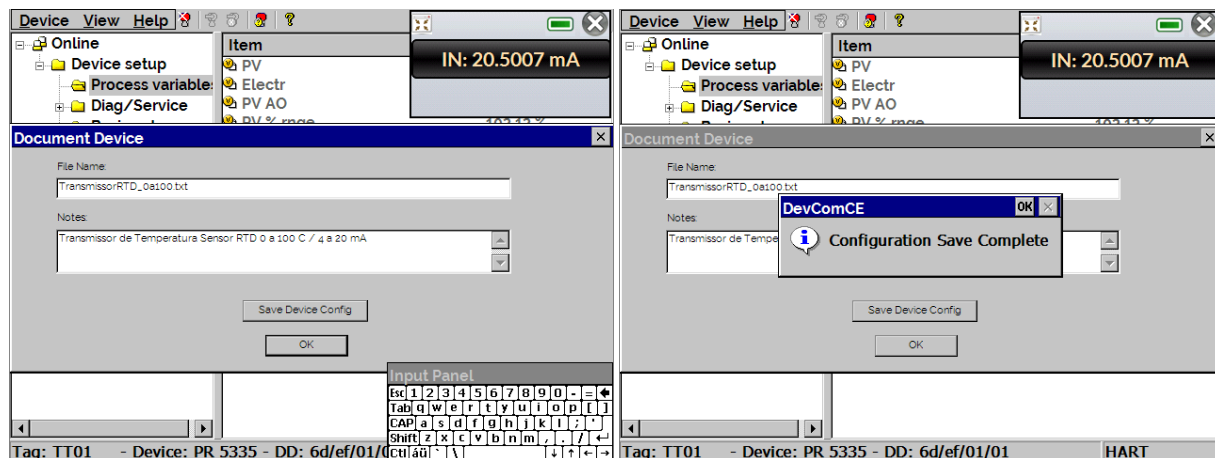 Device View Help
Online
Device setup
Process variable
Diag/Service
Item
PV
Electr
PV AO
PV % rnge
IN: 20.5007 mA
Document Device
File Name:
TransmissorRTD_0a100.txt
Notes:
Transmissor de Temperatura Sensor RTD 0 a 100 C / 4 a 20 mA
Save Device Config
OK
Input Panel
Esc 1 2 3 4 5 6 7 8 9 0 - =
Tab q w e r t y u i o p [ ]
CAP a s d f g h j k l ; '
Shift z x c v b n m , . /
Ctl áü ` \
Tag: TT01 - Device: PR 5335 - DD: 6d/ef/01/
Device View Help
Online
Device setup
Process variable
Diag/Service
Item
PV
Electr
PV AO
PV % rnge
IN: 20.5007 mA
Document Device
File Name:
TransmissorRTD_0a100.txt
Notes:
Transmissor de Tempe
DevComCE OK
Configuration Save Complete
Save Device Config
OK
Tag: TT01 - Device: PR 5335 - DD: 6d/ef/01/01 HART